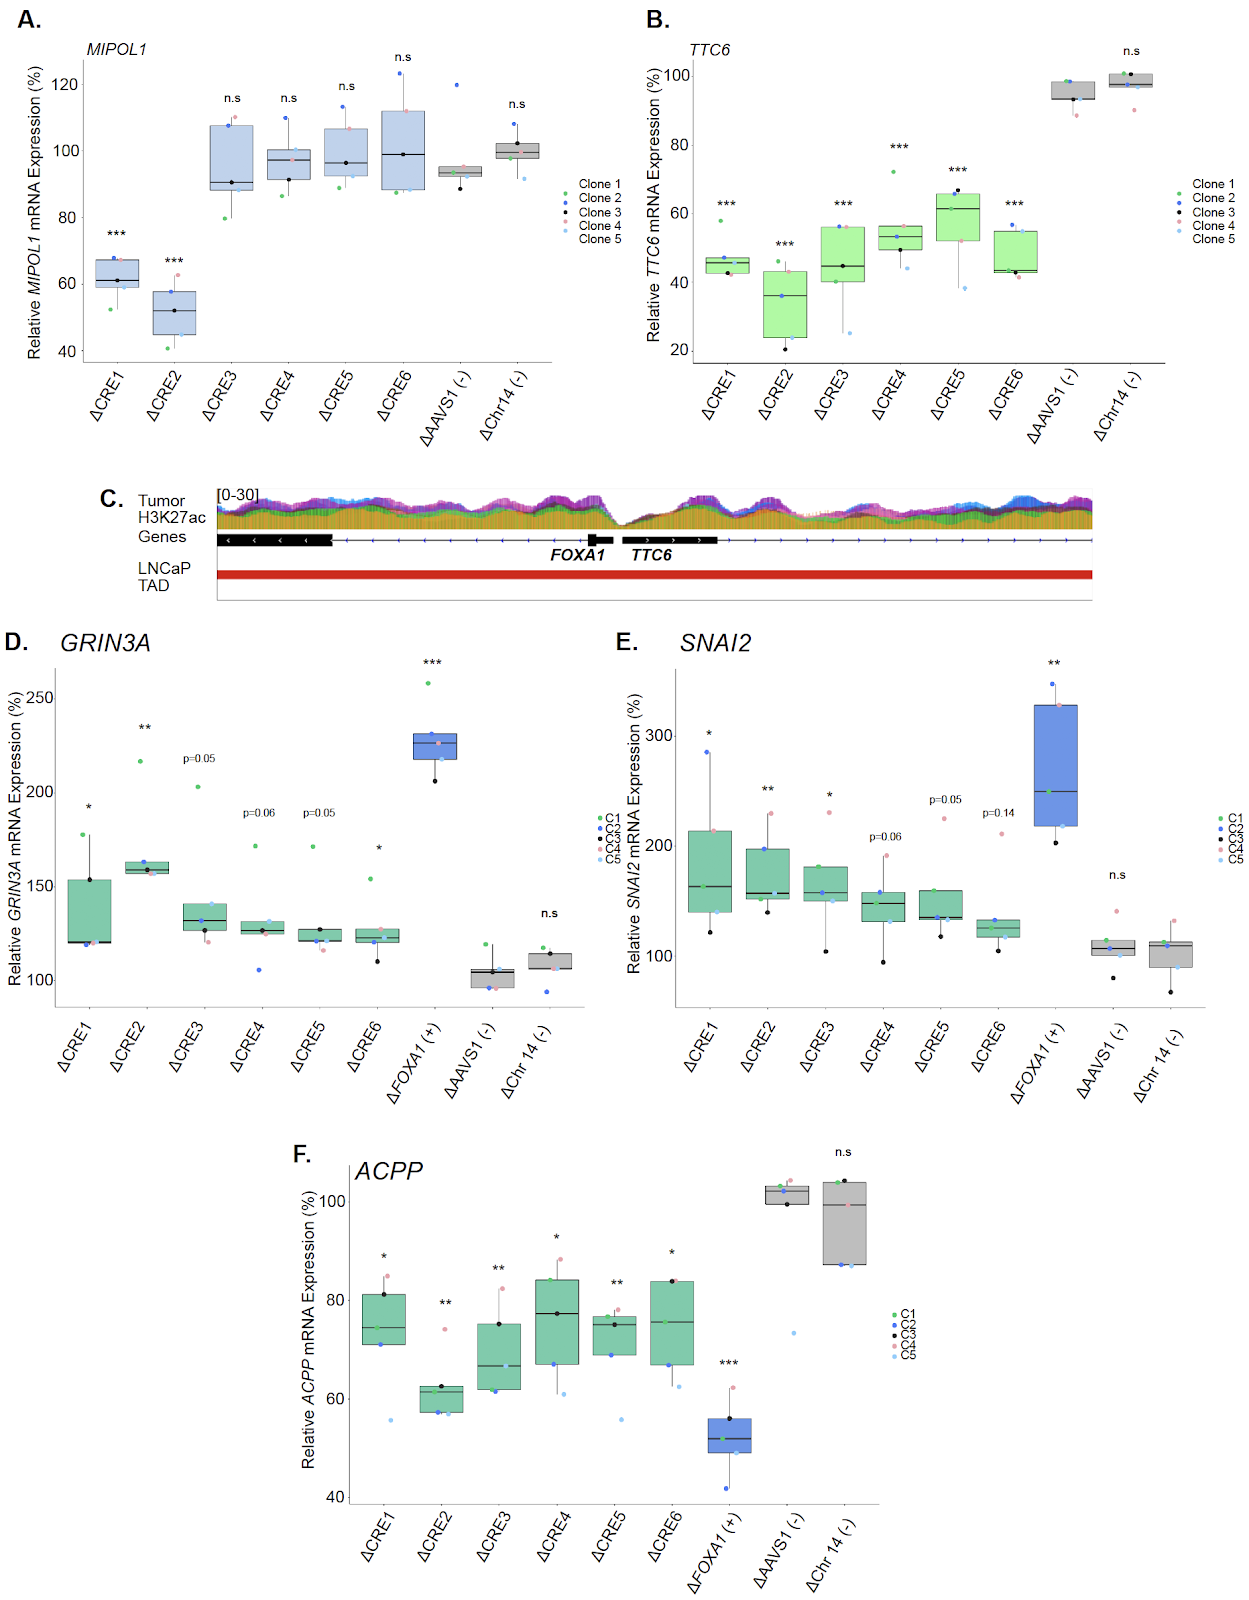 A.
MIPOL1
Relative MIPOL1 mRNA Expression (%)
120
100
80
60
40
***
***
n.s
n.s
n.s
n.s
n.s
Clone 1
Clone 2
Clone 3
Clone 4
Clone 5
ΔCRE1
ΔCRE2
ΔCRE3
ΔCRE4
ΔCRE5
ΔCRE6
ΔAAVS1 (-)
ΔChr14 (-)
B.
TTC6
Relative TTC6 mRNA Expression (%)
100
80
60
40
20
***
***
***
***
***
***
n.s
Clone 1
Clone 2
Clone 3
Clone 4
Clone 5
ΔCRE1
ΔCRE2
ΔCRE3
ΔCRE4
ΔCRE5
ΔCRE6
ΔAAVS1 (-)
ΔChr14 (-)
C.
Tumor
H3K27ac
[0-30]
Genes
FOXA1 TTC6
LNCaP
TAD
D.
GRIN3A
Relative GRIN3A mRNA Expression (%)
250
200
150
100
*
**
p=0.05
p=0.06
p=0.05
*
***
n.s
C1
C2
C3
C4
C5
ΔCRE1
ΔCRE2
ΔCRE3
ΔCRE4
ΔCRE5
ΔCRE6
ΔFOXA1 (+)
ΔAAVS1 (-)
ΔChr 14 (-)
E.
SNAI2
Relative SNAI2 mRNA Expression (%)
300
200
100
*
**
*
p=0.06
p=0.05
p=0.14
**
n.s
C1
C2
C3
C4
C5
ΔCRE1
ΔCRE2
ΔCRE3
ΔCRE4
ΔCRE5
ΔCRE6
ΔFOXA1 (+)
ΔAAVS1 (-)
ΔChr 14 (-)
F.
ACPP
Relative ACPP mRNA Expression (%)
100
80
60
40
*
**
**
*
**
*
***
n.s
C1
C2
C3
C4
C5
ΔCRE1
ΔCRE2
ΔCRE3
ΔCRE4
ΔCRE5
ΔCRE6
ΔFOXA1 (+)
ΔAAVS1 (-)
ΔChr 14 (-)